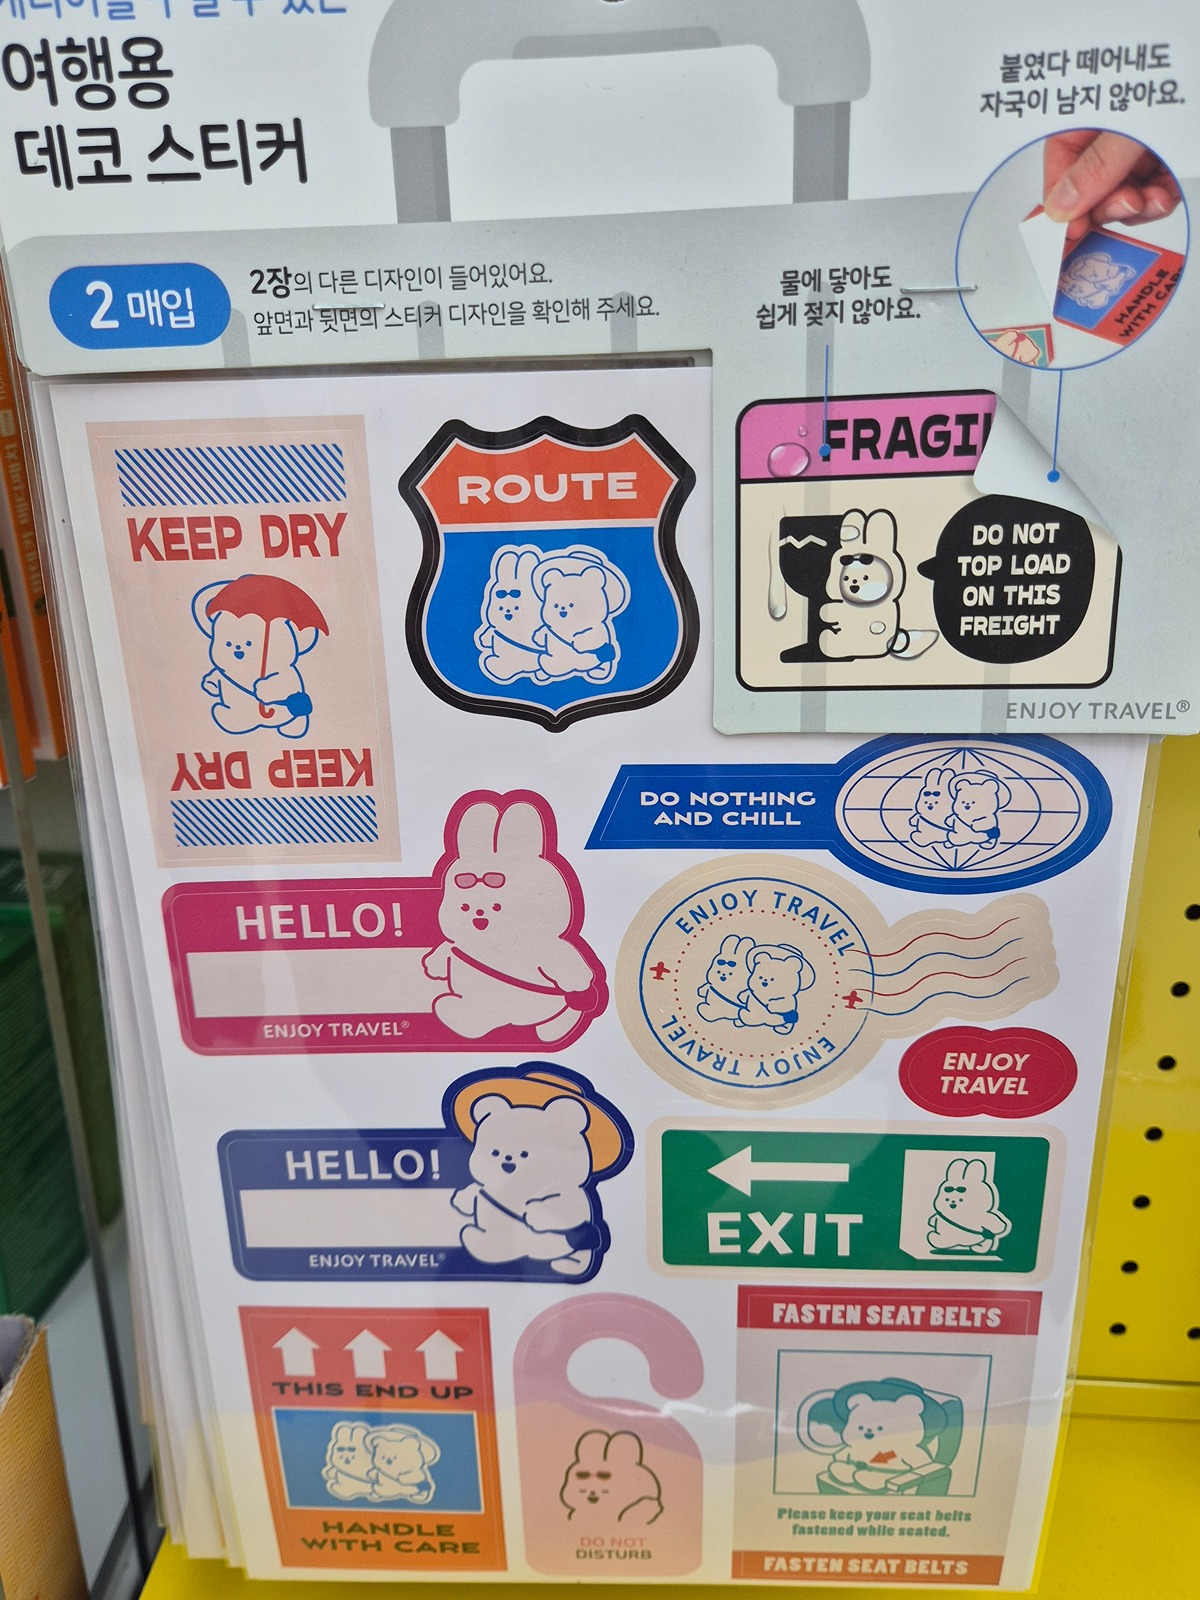 여행용
데코 스티커
붙였다 떼어내도
자국이 남지 않아요.
HANDLE
WITH CARE
2 매입
2장의 다른 디자인이 들어있어요.
앞면과 뒷면의 스티커 디자인을 확인해 주세요.
물에 닿아도
쉽게 젖지 않아요.
FRAGI
DO NOT
TOP LOAD
ON THIS
FREIGHT
ENJOY TRAVEL®
KEEP DRY
KEEP DRY
ROUTE
DO NOTHING
AND CHILL
HELLO!
ENJOY TRAVEL®
ENJOY TRAVEL
ENJOY TRAVEL
ENJOY
TRAVEL
HELLO!
ENJOY TRAVEL®
EXIT
THIS END UP
HANDLE
WITH CARE
DO NOT
DISTURB
FASTEN SEAT BELTS
Please keep your seat belts
fastened while seated.
FASTEN SEAT BELTS